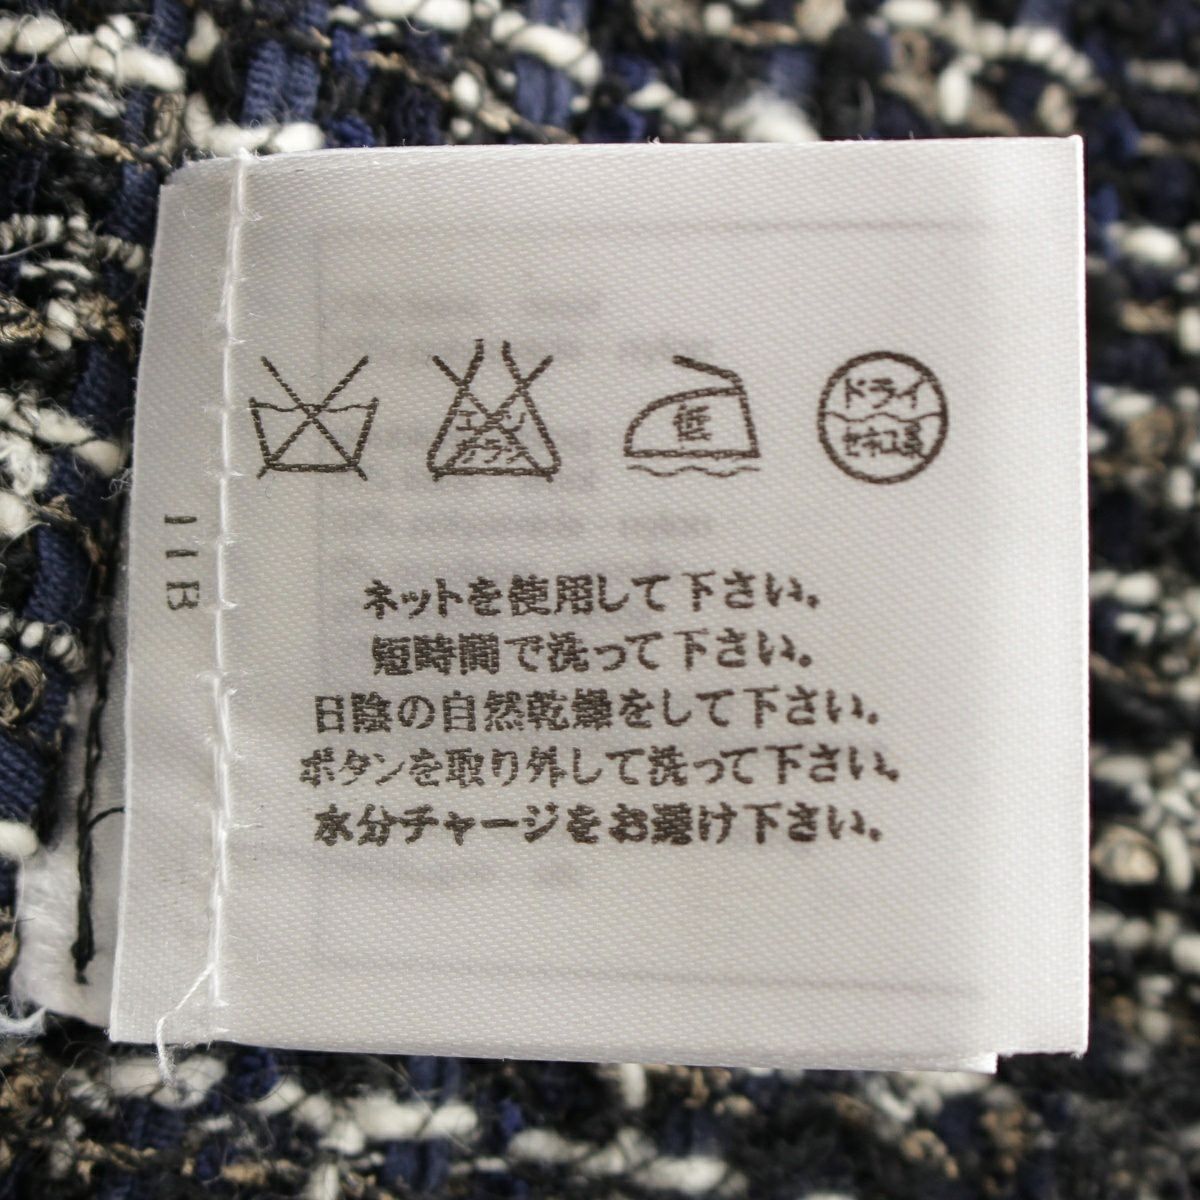 エンソ
サラシ
低
ドライ
セキユ系
11B
ネットを使用して下さい。
短時間で洗って下さい。
日陰の自然乾燥をして下さい。
ボタンを取り外して洗って下さい。
水分チャージをお避け下さい。